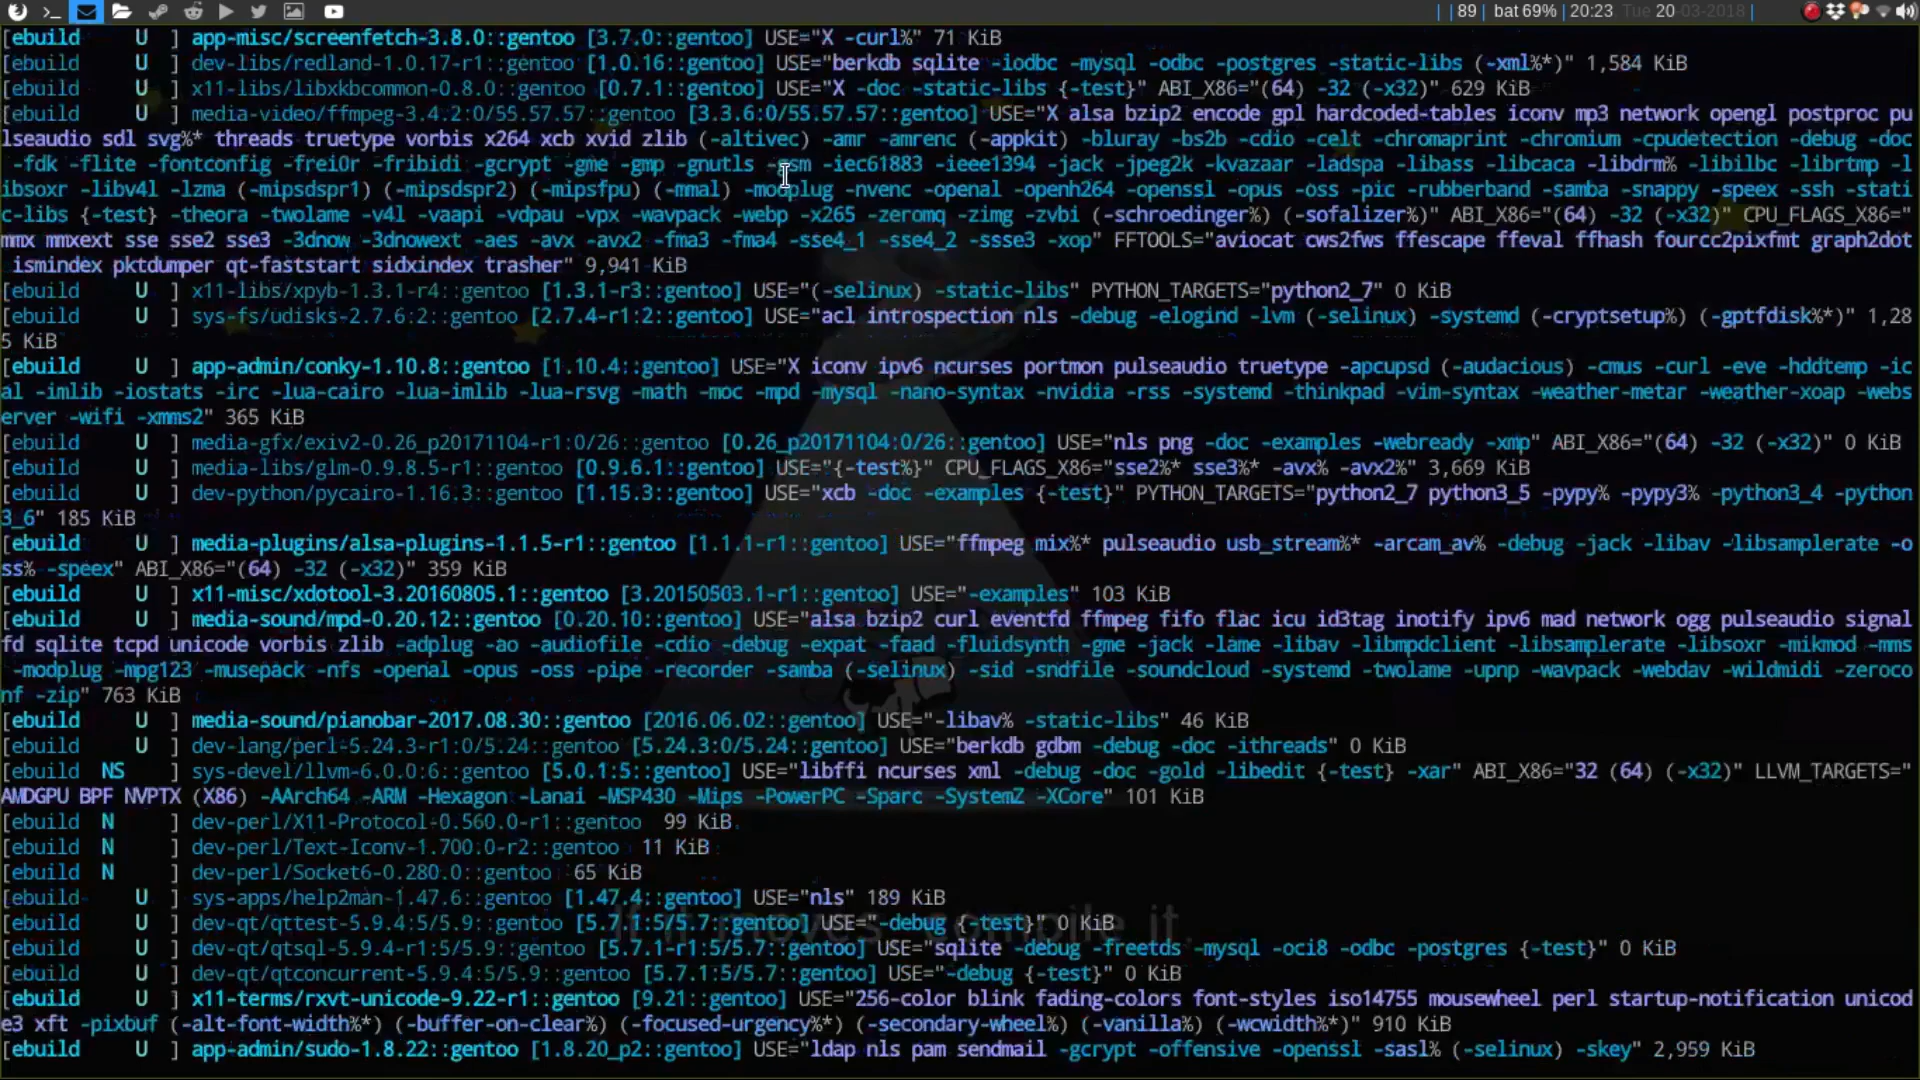 | | 89 | bat 69% | 20:23 Tue 20-03-2018 |
[ebuild     U  ] app-misc/screenfetch-3.8.0::gentoo [3.7.0::gentoo] USE="X -curl%" 71 KiB
[ebuild     U  ] dev-libs/redland-1.0.17-r1::gentoo [1.0.16::gentoo] USE="berkdb sqlite -iodbc -mysql -odbc -postgres -static-libs (-xml%*)" 1,584 KiB
[ebuild     U  ] x11-libs/libxkbcommon-0.8.0::gentoo [0.7.1::gentoo] USE="X -doc -static-libs {-test}" ABI_X86="(64) -32 (-x32)" 629 KiB
[ebuild     U  ] media-video/ffmpeg-3.4.2:0/55.57.57::gentoo [3.3.6:0/55.57.57::gentoo] USE="X alsa bzip2 encode gpl hardcoded-tables iconv mp3 network opengl postproc pu
lseaudio sdl svg%* threads truetype vorbis x264 xcb xvid zlib (-altivec) -amr -amrenc (-appkit) -bluray -bs2b -cdio -celt -chromaprint -chromium -cpudetection -debug -doc
-fdk -flite -fontconfig -frei0r -fribidi -gcrypt -gme -gmp -gnutls -gsm -iec61883 -ieee1394 -jack -jpeg2k -kvazaar -ladspa -libass -libcaca -libdrm% -libilbc -librtmp -l
ibsoxr -libv4l -lzma (-mipsdspr1) (-mipsdspr2) (-mipsfpu) (-mmal) -modplug -nvenc -openal -openh264 -openssl -opus -oss -pic -rubberband -samba -snappy -speex -ssh -stati
c-libs {-test} -theora -twolame -v4l -vaapi -vdpau -vpx -wavpack -webp -x265 -zeromq -zimg -zvbi (-schroedinger%) (-sofalizer%)" ABI_X86="(64) -32 (-x32)" CPU_FLAGS_X86="
mmx mmxext sse sse2 sse3 -3dnow -3dnowext -aes -avx -avx2 -fma3 -fma4 -sse4_1 -sse4_2 -ssse3 -xop" FFTOOLS="aviocat cws2fws ffescape ffeval ffhash fourcc2pixfmt graph2dot
ismindex pktdumper qt-faststart sidxindex trasher" 9,941 KiB
[ebuild     U  ] x11-libs/xpyb-1.3.1-r4::gentoo [1.3.1-r3::gentoo] USE="(-selinux) -static-libs" PYTHON_TARGETS="python2_7" 0 KiB
[ebuild     U  ] sys-fs/udisks-2.7.6:2::gentoo [2.7.4-r1:2::gentoo] USE="acl introspection nls -debug -elogind -lvm (-selinux) -systemd (-cryptsetup%) (-gptfdisk%*)" 1,28
5 KiB
[ebuild     U  ] app-admin/conky-1.10.8::gentoo [1.10.4::gentoo] USE="X iconv ipv6 ncurses portmon pulseaudio truetype -apcupsd (-audacious) -cmus -curl -eve -hddtemp -ic
al -imlib -iostats -irc -lua-cairo -lua-imlib -lua-rsvg -math -moc -mpd -mysql -nano-syntax -nvidia -rss -systemd -thinkpad -vim-syntax -weather-metar -weather-xoap -webs
erver -wifi -xmms2" 365 KiB
[ebuild     U  ] media-gfx/exiv2-0.26_p20171104-r1:0/26::gentoo [0.26_p20171104:0/26::gentoo] USE="nls png -doc -examples -webready -xmp" ABI_X86="(64) -32 (-x32)" 0 KiB
[ebuild     U  ] media-libs/glm-0.9.8.5-r1::gentoo [0.9.6.1::gentoo] USE="{-test%}" CPU_FLAGS_X86="sse2%* sse3%* -avx% -avx2%" 3,669 KiB
[ebuild     U  ] dev-python/pycairo-1.16.3::gentoo [1.15.3::gentoo] USE="xcb -doc -examples {-test}" PYTHON_TARGETS="python2_7 python3_5 -pypy% -pypy3% -python3_4 -python
3_6" 185 KiB
[ebuild     U  ] media-plugins/alsa-plugins-1.1.5-r1::gentoo [1.1.1-r1::gentoo] USE="ffmpeg mix%* pulseaudio usb_stream%* -arcam_av% -debug -jack -libav -libsamplerate -o
ss% -speex" ABI_X86="(64) -32 (-x32)" 359 KiB
[ebuild     U  ] x11-misc/xdotool-3.20160805.1::gentoo [3.20150503.1-r1::gentoo] USE="-examples" 103 KiB
[ebuild     U  ] media-sound/mpd-0.20.12::gentoo [0.20.10::gentoo] USE="alsa bzip2 curl eventfd ffmpeg fifo flac icu id3tag inotify ipv6 mad network ogg pulseaudio signal
fd sqlite tcpd unicode vorbis zlib -adplug -ao -audiofile -cdio -debug -expat -faad -fluidsynth -gme -jack -lame -libav -libmpdclient -libsamplerate -libsoxr -mikmod -mms
-modplug -mpg123 -musepack -nfs -openal -opus -oss -pipe -recorder -samba (-selinux) -sid -sndfile -soundcloud -systemd -twolame -upnp -wavpack -webdav -wildmidi -zeroco
nf -zip" 763 KiB
[ebuild     U  ] media-sound/pianobar-2017.08.30::gentoo [2016.06.02::gentoo] USE="-libav% -static-libs" 46 KiB
[ebuild     U  ] dev-lang/perl-5.24.3-r1:0/5.24::gentoo [5.24.3:0/5.24::gentoo] USE="berkdb gdbm -debug -doc -ithreads" 0 KiB
[ebuild  NS    ] sys-devel/llvm-6.0.0:6::gentoo [5.0.1:5::gentoo] USE="libffi ncurses xml -debug -doc -gold -libedit {-test} -xar" ABI_X86="32 (64) (-x32)" LLVM_TARGETS="
AMDGPU BPF NVPTX (X86) -AArch64 -ARM -Hexagon -Lanai -MSP430 -Mips -PowerPC -Sparc -SystemZ -XCore" 101 KiB
[ebuild  N     ] dev-perl/X11-Protocol-0.560.0-r1::gentoo  99 KiB
[ebuild  N     ] dev-perl/Text-Iconv-1.700.0-r2::gentoo  11 KiB
[ebuild  N     ] dev-perl/Socket6-0.280.0::gentoo  65 KiB
[ebuild     U  ] sys-apps/help2man-1.47.6::gentoo [1.47.4::gentoo] USE="nls" 189 KiB
[ebuild     U  ] dev-qt/qttest-5.9.4:5/5.9::gentoo [5.7.1:5/5.7::gentoo] USE="-debug {-test}" 0 KiB
[ebuild     U  ] dev-qt/qtsql-5.9.4-r1:5/5.9::gentoo [5.7.1-r1:5/5.7::gentoo] USE="sqlite -debug -freetds -mysql -oci8 -odbc -postgres {-test}" 0 KiB
[ebuild     U  ] dev-qt/qtconcurrent-5.9.4:5/5.9::gentoo [5.7.1:5/5.7::gentoo] USE="-debug {-test}" 0 KiB
[ebuild     U  ] x11-terms/rxvt-unicode-9.22-r1::gentoo [9.21::gentoo] USE="256-color blink fading-colors font-styles iso14755 mousewheel perl startup-notification unicod
e3 xft -pixbuf (-alt-font-width%*) (-buffer-on-clear%) (-focused-urgency%*) (-secondary-wheel%) (-vanilla%) (-wcwidth%*)" 910 KiB
[ebuild     U  ] app-admin/sudo-1.8.22::gentoo [1.8.20_p2::gentoo] USE="ldap nls pam sendmail -gcrypt -offensive -openssl -sasl% (-selinux) -skey" 2,959 KiB